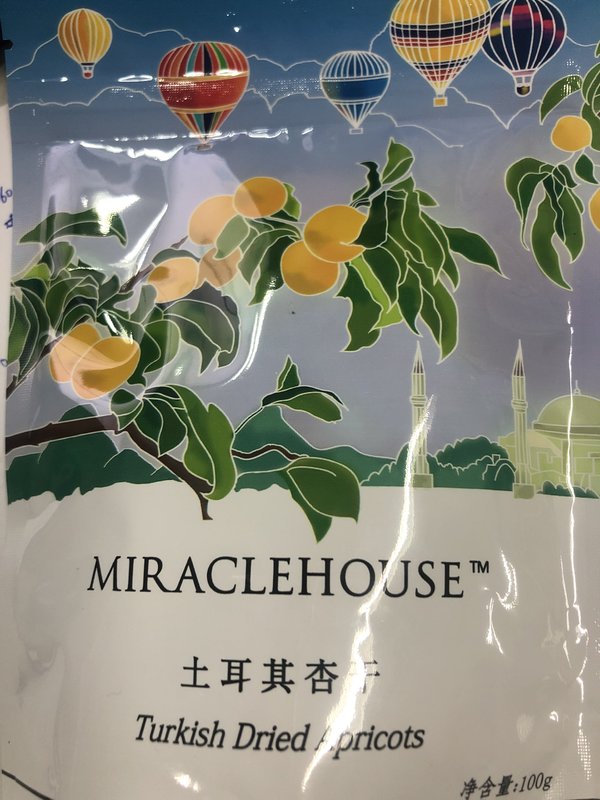 MIRACLEHOUSE™
土耳其杏干
Turkish Dried Apricots
净含量:100g